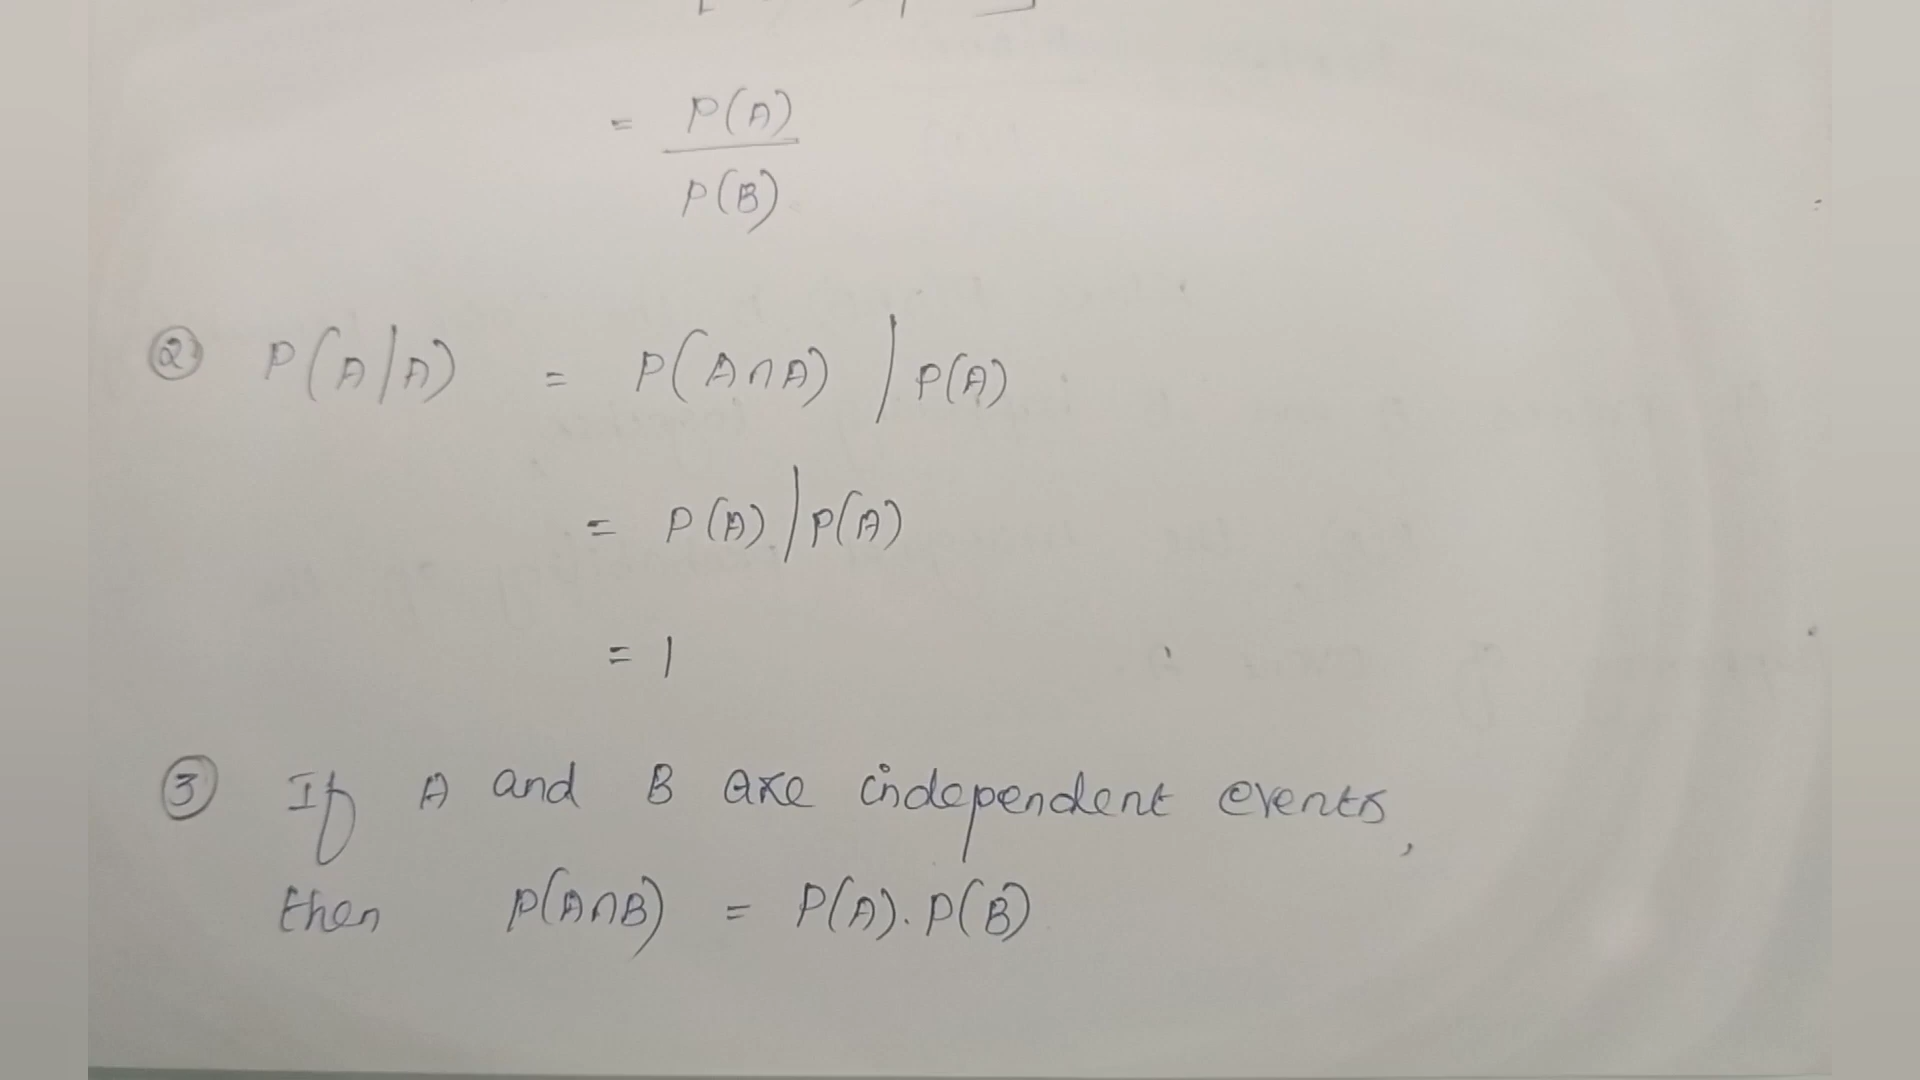 = P(A)
P(B)
② P(A/A) = P(A∩A) / P(A)
= P(A) / P(A)
= 1
③ If A and B are independent events,
then P(A∩B) = P(A). P(B)